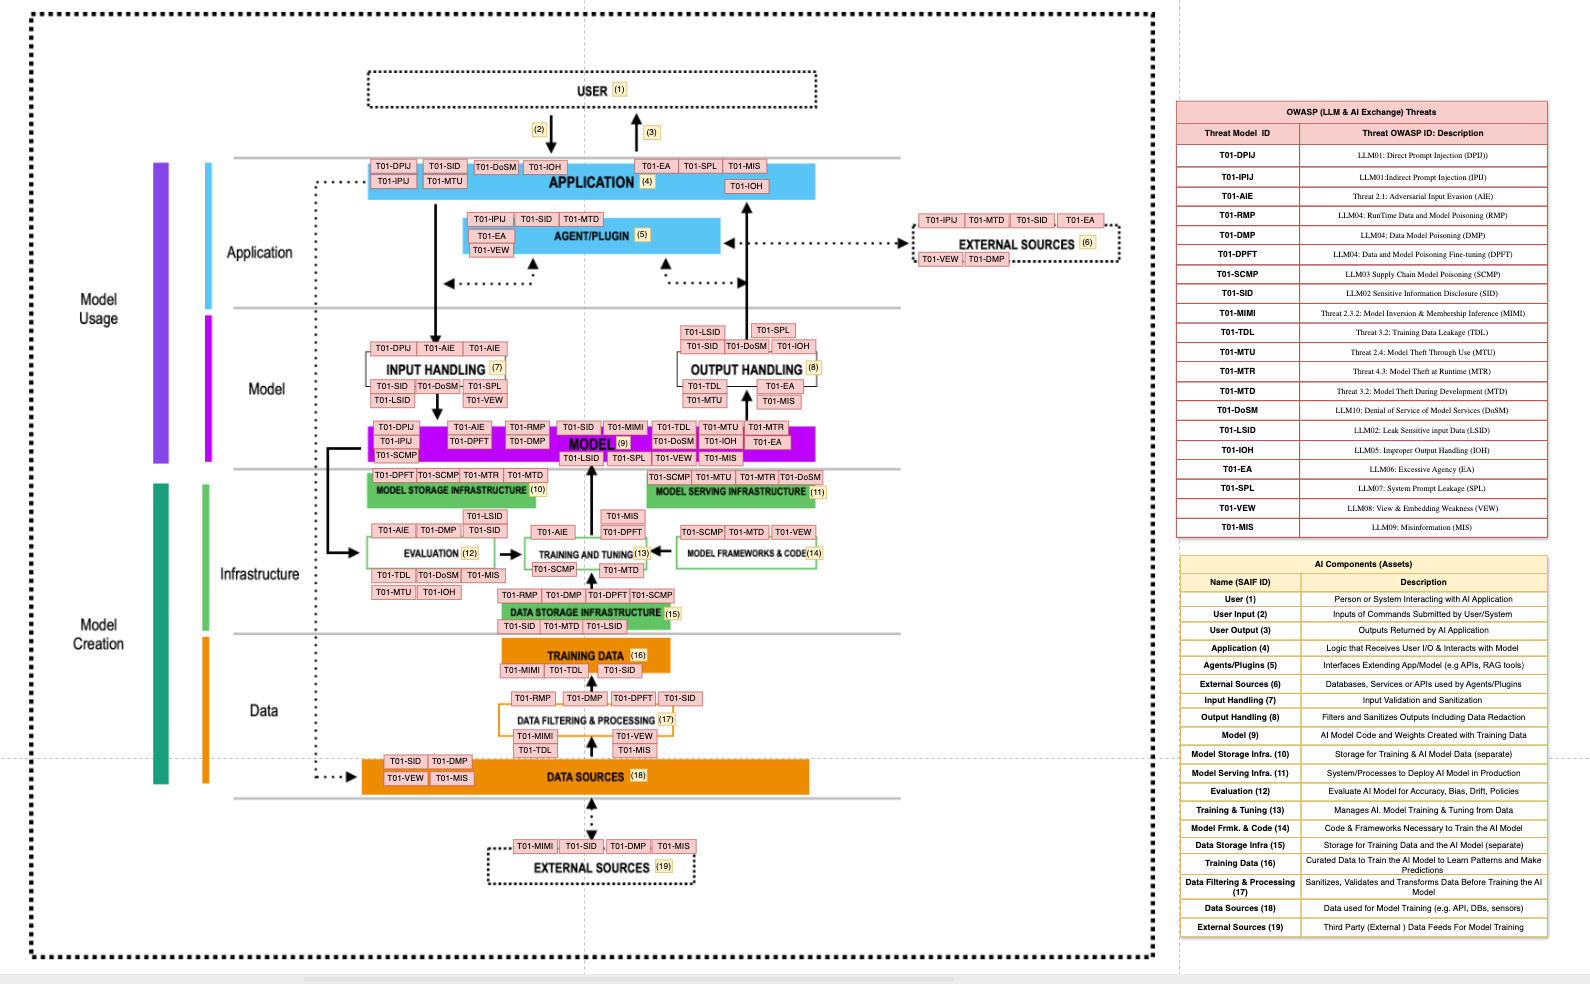 USER (1)
(2)
(3)
T01-DPIJ T01-SID T01-DoSM T01-IOH T01-EA T01-SPL T01-MIS
T01-IPIJ T01-MTU APPLICATION (4) T01-IOH
T01-IPIJ T01-SID T01-MTD
T01-EA AGENT/PLUGIN (5)
T01-VEW
T01-IPIJ T01-MTD T01-SID T01-EA
EXTERNAL SOURCES (6)
T01-VEW T01-DMP
Application
Model
Usage
T01-DPIJ T01-AIE T01-AIE
INPUT HANDLING (7)
T01-SID T01-DoSM T01-SPL
T01-LSID T01-VEW
T01-LSID T01-SPL
T01-SID T01-DoSM T01-IOH
OUTPUT HANDLING (8)
T01-TDL T01-EA
T01-MTU T01-MIS
Model
T01-DPIJ T01-AIE T01-RMP T01-SID T01-MIMI T01-TDL T01-MTU T01-MTR
T01-IPIJ T01-DPFT T01-DMP MODEL (9) T01-DoSM T01-IOH T01-EA
T01-SCMP T01-LSID T01-SPL T01-VEW T01-MIS
T01-DPFT T01-SCMP T01-MTR T01-MTD
MODEL STORAGE INFRASTRUCTURE (10)
T01-SCMP T01-MTU T01-MTR T01-DoSM
MODEL SERVING INFRASTRUCTURE (11)
T01-LSID
T01-AIE T01-DMP T01-SID
EVALUATION (12)
T01-TDL T01-DoSM T01-MIS
T01-MTU T01-IOH
T01-MIS
T01-AIE T01-DPFT
TRAINING AND TUNING (13)
T01-SCMP T01-MTD
T01-SCMP T01-MTD T01-VEW
MODEL FRAMEWORKS & CODE (14)
Infrastructure
T01-RMP T01-DMP T01-DPFT T01-SCMP
DATA STORAGE INFRASTRUCTURE (15)
T01-SID T01-MTD T01-LSID
Model
Creation
TRAINING DATA (16)
T01-MIMI T01-TDL T01-SID
Data
T01-RMP T01-DMP T01-DPFT T01-SID
DATA FILTERING & PROCESSING (17)
T01-MIMI T01-VEW
T01-TDL T01-MIS
T01-SID T01-DMP
T01-VEW T01-MIS
DATA SOURCES (18)
T01-MIMI T01-SID T01-DMP T01-MIS
EXTERNAL SOURCES (19)
OWASP (LLM & AI Exchange) Threats
Threat Model ID Threat OWASP ID: Description
T01-DPIJ LLM01: Direct Prompt Injection (DPIJ))
T01-IPIJ LLM01:Indirect Prompt Injection (IPIJ)
T01-AIE Threat 2.1: Adversarial Input Evasion (AIE)
T01-RMP LLM04: RunTime Data and Model Poisoning (RMP)
T01-DMP LLM04: Data Model Poisoning (DMP)
T01-DPFT LLM04: Data and Model Poisoning Fine-tuning (DPFT)
T01-SCMP LLM03 Supply Chain Model Poisoning (SCMP)
T01-SID LLM02 Sensitive Information Disclosure (SID)
T01-MIMI Threat 2.3.2: Model Inversion & Membership Inference (MIMI)
T01-TDL Threat 3.2: Training Data Leakage (TDL)
T01-MTU Threat 2.4: Model Theft Through Use (MTU)
T01-MTR Threat 4.3: Model Theft at Runtime (MTR)
T01-MTD Threat 3.2: Model Theft During Development (MTD)
T01-DoSM LLM10: Denial of Service of Model Services (DoSM)
T01-LSID LLM02: Leak Sensitive input Data (LSID)
T01-IOH LLM05: Improper Output Handling (IOH)
T01-EA LLM06: Excessive Agency (EA)
T01-SPL LLM07: System Prompt Leakage (SPL)
T01-VEW LLM08: View & Embedding Weakness (VEW)
T01-MIS LLM09: Misinformation (MIS)
AI Components (Assets)
Name (SAIF ID) Description
User (1) Person or System Interacting with AI Application
User Input (2) Inputs of Commands Submitted by User/System
User Output (3) Outputs Returned by AI Application
Application (4) Logic that Receives User I/O & Interacts with Model
Agents/Plugins (5) Interfaces Extending App/Model (e.g APIs, RAG tools)
External Sources (6) Databases, Services or APIs used by Agents/Plugins
Input Handling (7) Input Validation and Sanitization
Output Handling (8) Filters and Sanitizes Outputs Including Data Redaction
Model (9) AI Model Code and Weights Created with Training Data
Model Storage Infra. (10) Storage for Training & AI Model Data (separate)
Model Serving Infra. (11) System/Processes to Deploy AI Model in Production
Evaluation (12) Evaluate AI Model for Accuracy, Bias, Drift, Policies
Training & Tuning (13) Manages AI. Model Training & Tuning from Data
Model Frmk. & Code (14) Code & Frameworks Necessary to Train the AI Model
Data Storage Infra (15) Storage for Training Data and the AI Model (separate)
Training Data (16) Curated Data to Train the AI Model to Learn Patterns and Make
Predictions
Data Filtering & Processing Sanitizes, Validates and Transforms Data Before Training the AI
(17) Model
Data Sources (18) Data used for Model Training (e.g. API, DBs, sensors)
External Sources (19) Third Party (External ) Data Feeds For Model Training